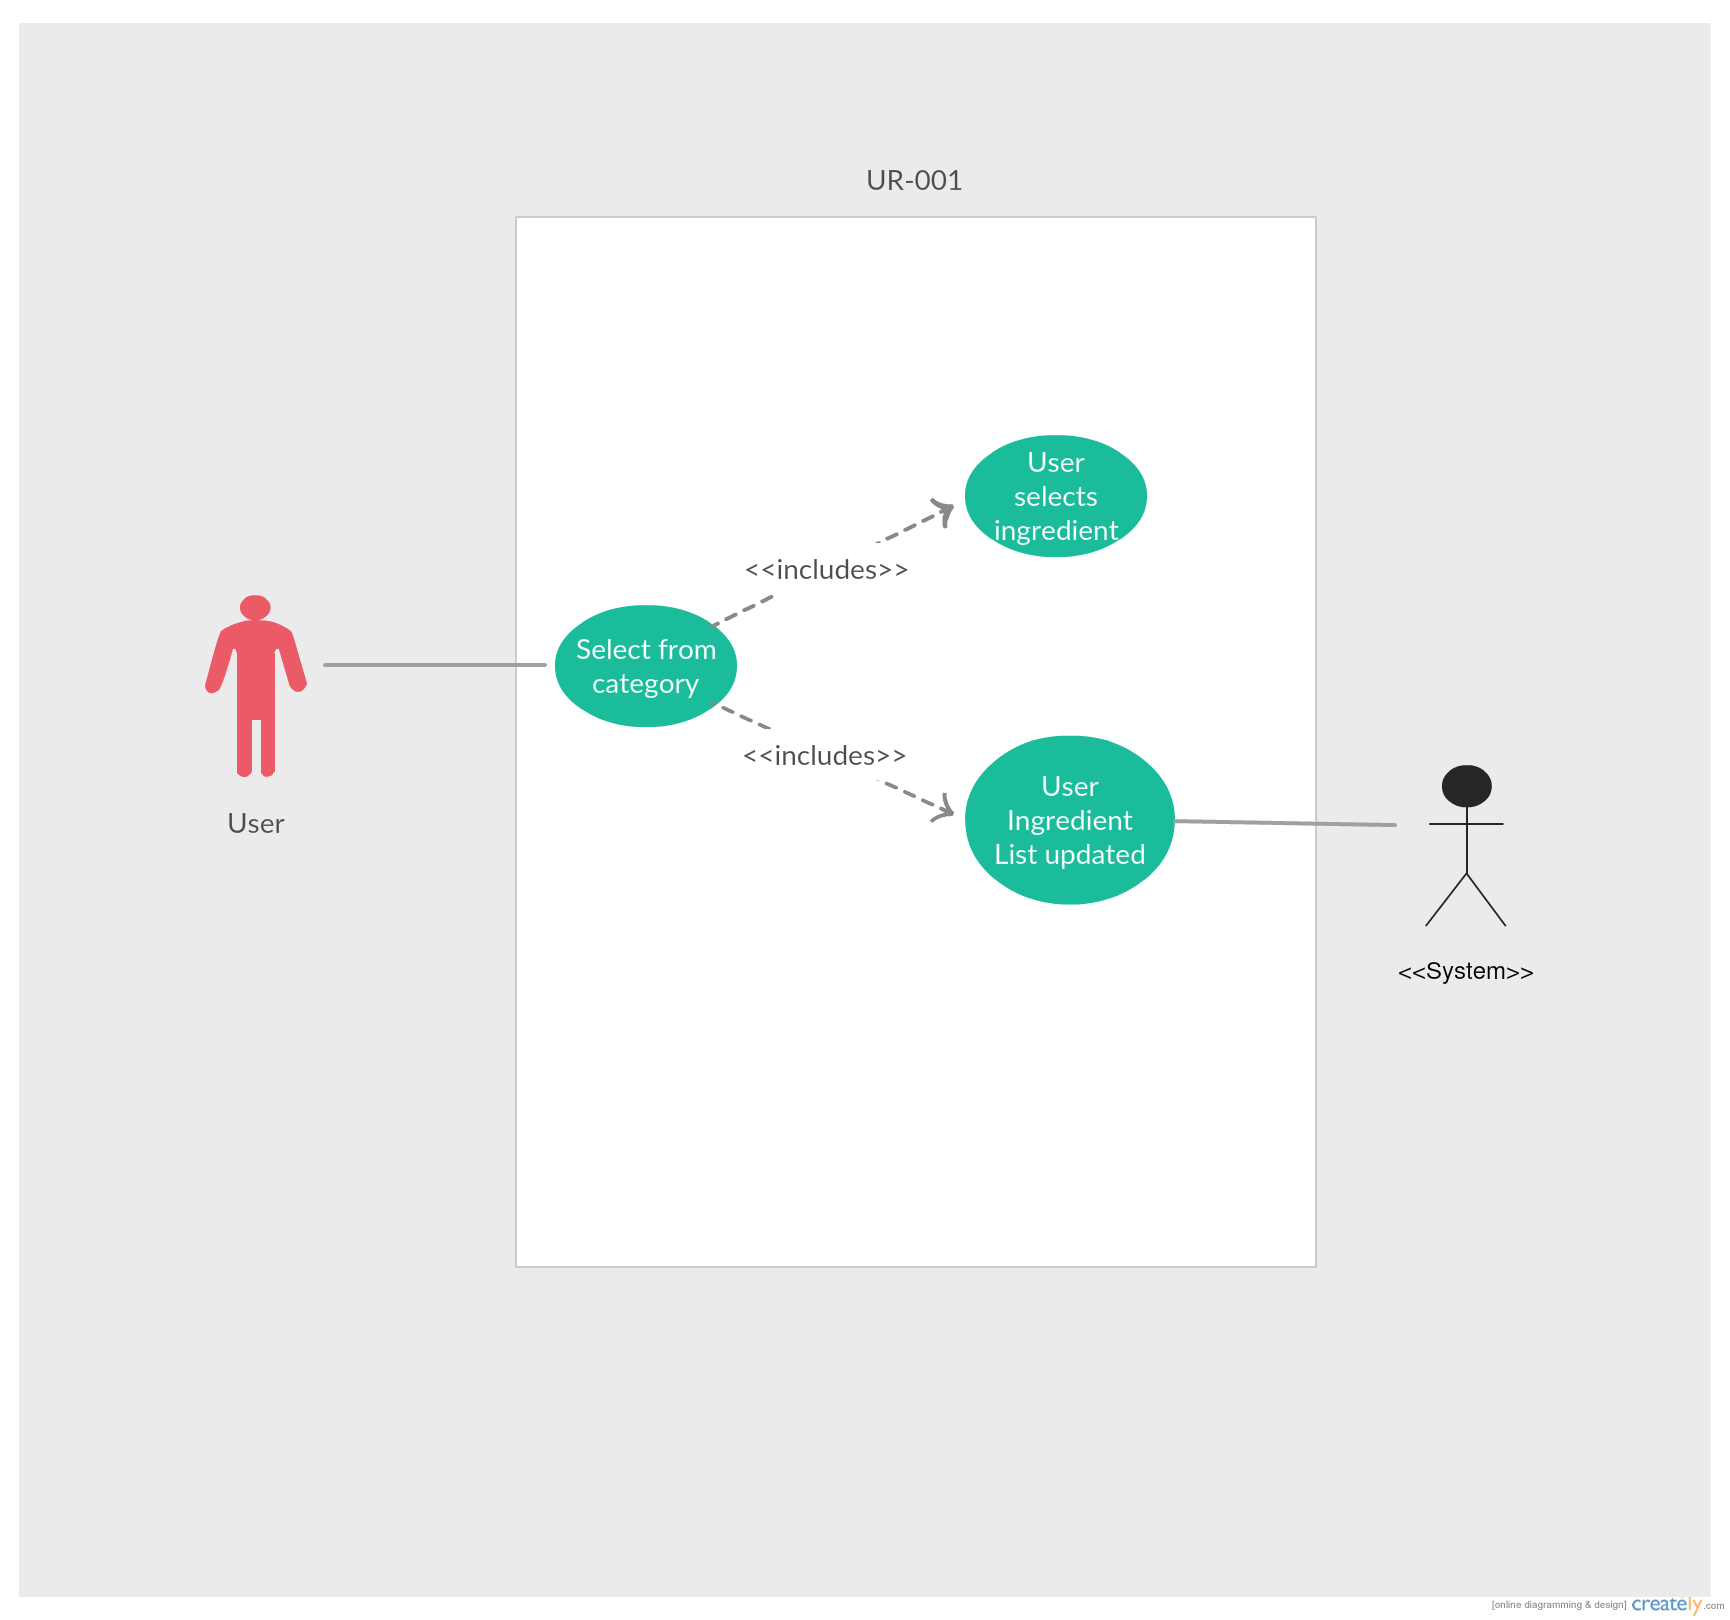 UR-001
User
selects
ingredient
<<includes>>
Select from
category
<<includes>>
User
Ingredient
List updated
User
<<System>>
[online diagramming & design] creately.com